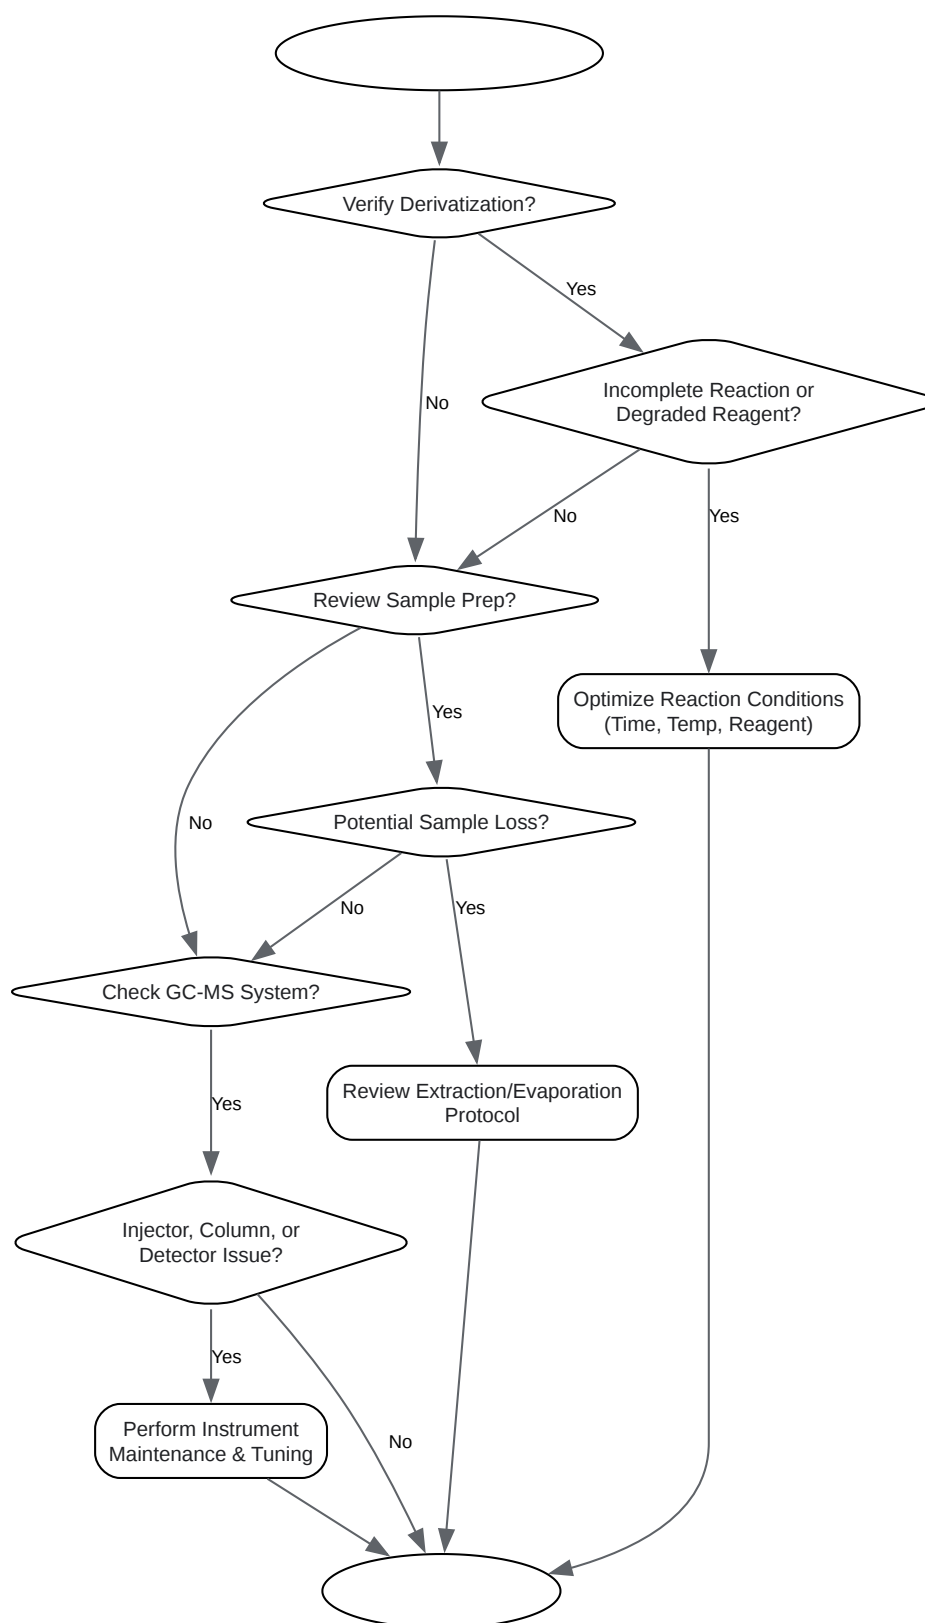 Verify Derivatization?
Yes
Incomplete Reaction or
Degraded Reagent?
No
No
Yes
Review Sample Prep?
Optimize Reaction Conditions
(Time, Temp, Reagent)
Yes
No
Potential Sample Loss?
No
Yes
Check GC-MS System?
Yes
Review Extraction/Evaporation
Protocol
Injector, Column, or
Detector Issue?
Yes
Perform Instrument
Maintenance & Tuning
No